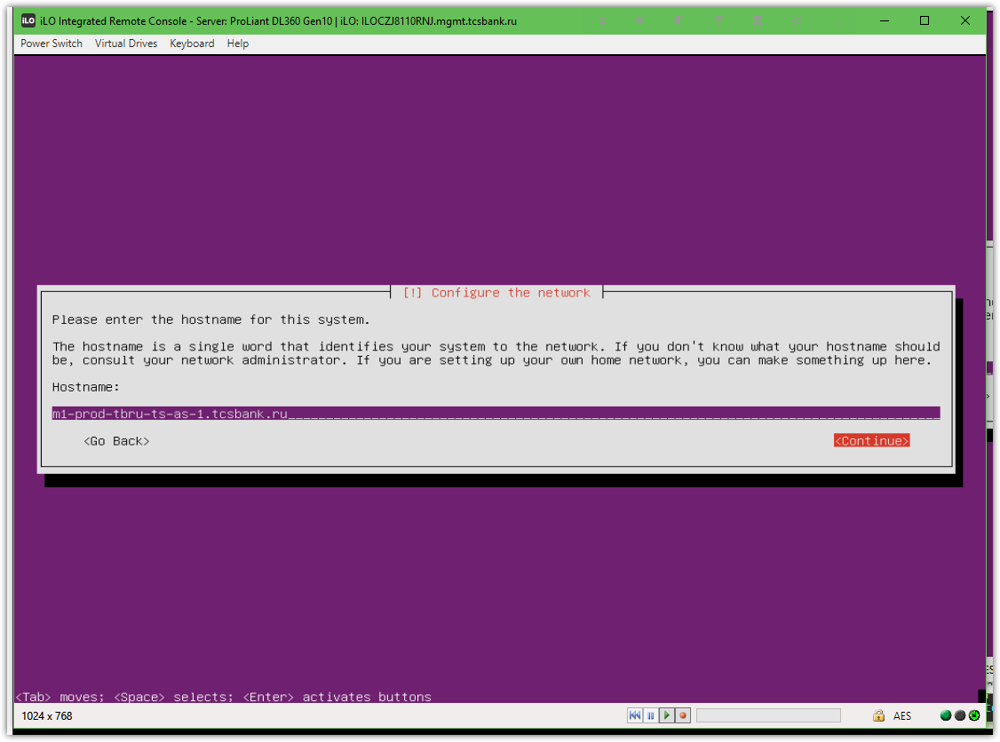 iLO iLO Integrated Remote Console - Server: ProLiant DL360 Gen10 | iLO: ILOCZJ8110RNJ.mgmt.tcsbank.ru
Power Switch Virtual Drives Keyboard Help
[!] Configure the network
Please enter the hostname for this system.
The hostname is a single word that identifies your system to the network. If you don't know what your hostname should
be, consult your network administrator. If you are setting up your own home network, you can make something up here.
Hostname:
m1-prod-tbru-ts-as-1.tcsbank.ru
<Go Back> <Continue>
<Tab> moves; <Space> selects; <Enter> activates buttons
1024 x 768 AES